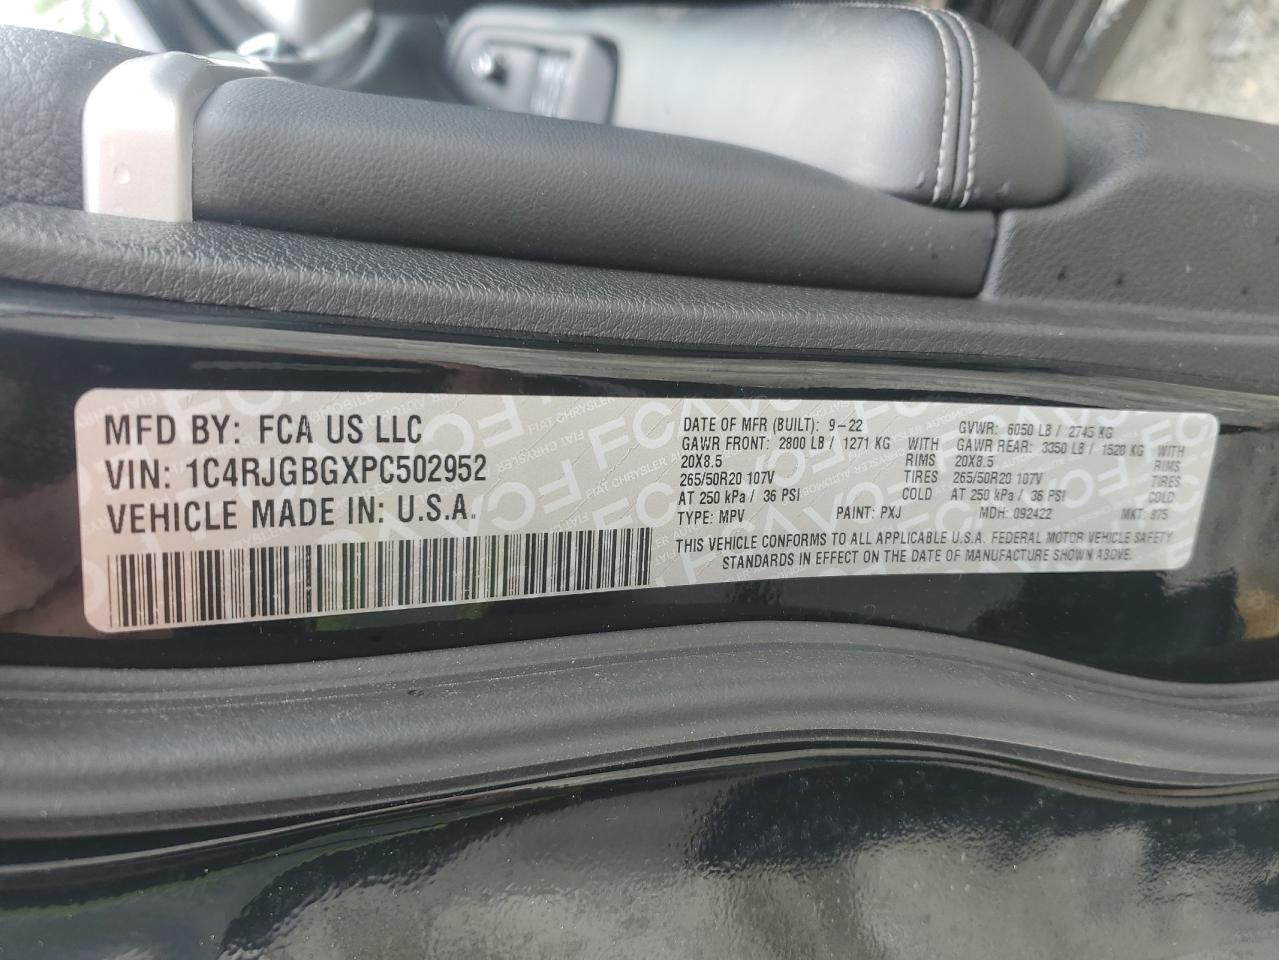 MFD BY: FCA US LLC
VIN: 1C4RJGBGXPC502952
VEHICLE MADE IN: U.S.A.
DATE OF MFR (BUILT): 9-22 GVWR: 6050 LB / 2745 KG
GAWR FRONT: 2800 LB / 1271 KG WITH GAWR REAR: 3350 LB / 1520 KG WITH
20X8.5 RIMS 20X8.5 RIMS
265/50R20 107V TIRES 265/50R20 107V TIRES
AT 250 kPa / 36 PSI COLD AT 250 kPa / 36 PSI COLD
TYPE: MPV PAINT: PXJ MDH: 092422 MKT: 975
THIS VEHICLE CONFORMS TO ALL APPLICABLE U.S.A. FEDERAL MOTOR VEHICLE SAFETY
STANDARDS IN EFFECT ON THE DATE OF MANUFACTURE SHOWN ABOVE.